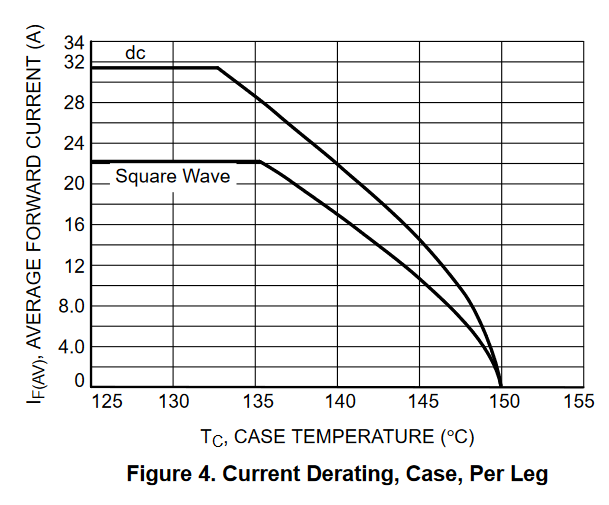 IF(AV), AVERAGE FORWARD CURRENT (A)
34
32
28
24
20
16
12
8.0
4.0
0
dc
Square Wave
125 130 135 140 145 150 155
TC, CASE TEMPERATURE (°C)
Figure 4. Current Derating, Case, Per Leg